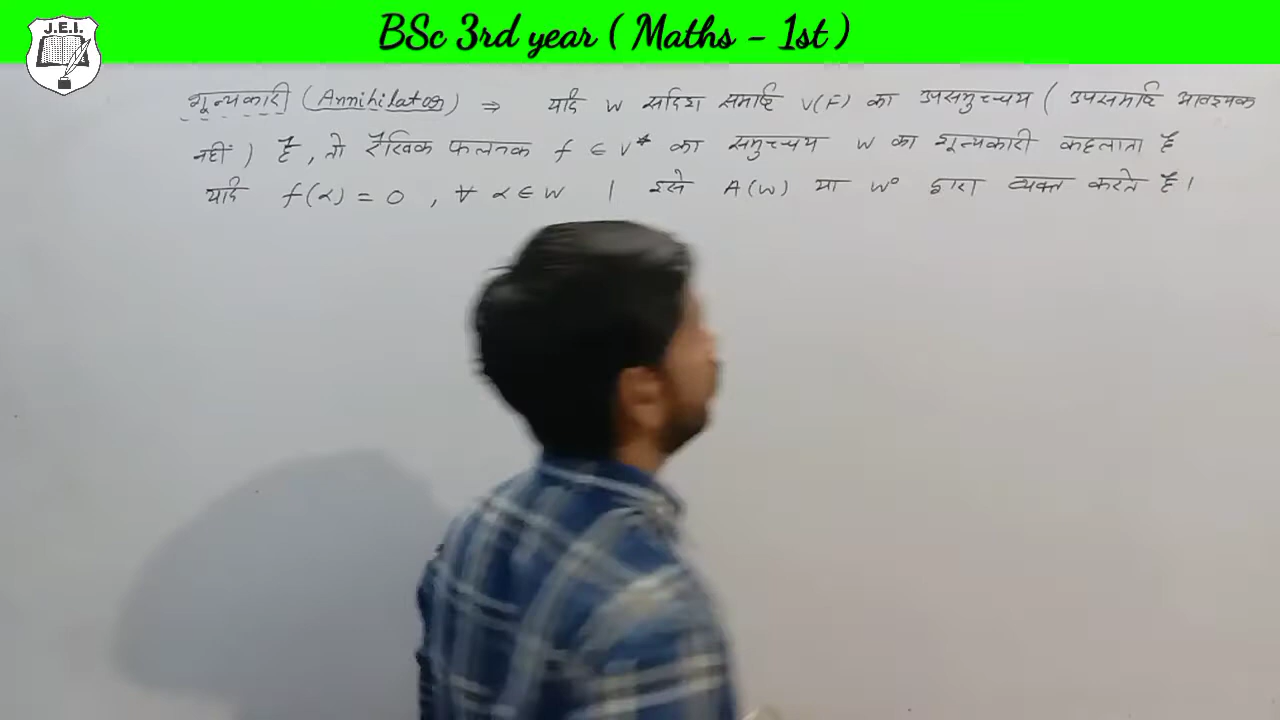 BSc 3rd year ( Maths - 1st )
J.E.I.
शून्यकारी (Annihilator) ⇒ यदि W सदिश समष्टि V(F) का उपसमुच्चय ( उपसमष्टि आवश्यक
नहीं ) है , तो रैखिक फलनक f ∈ V* का समुच्चय W का शून्यकारी कहलाता है
यदि f(α) = 0 , ∀ α ∈ W । इसे A(W) या W° द्वारा व्यक्त करते है।